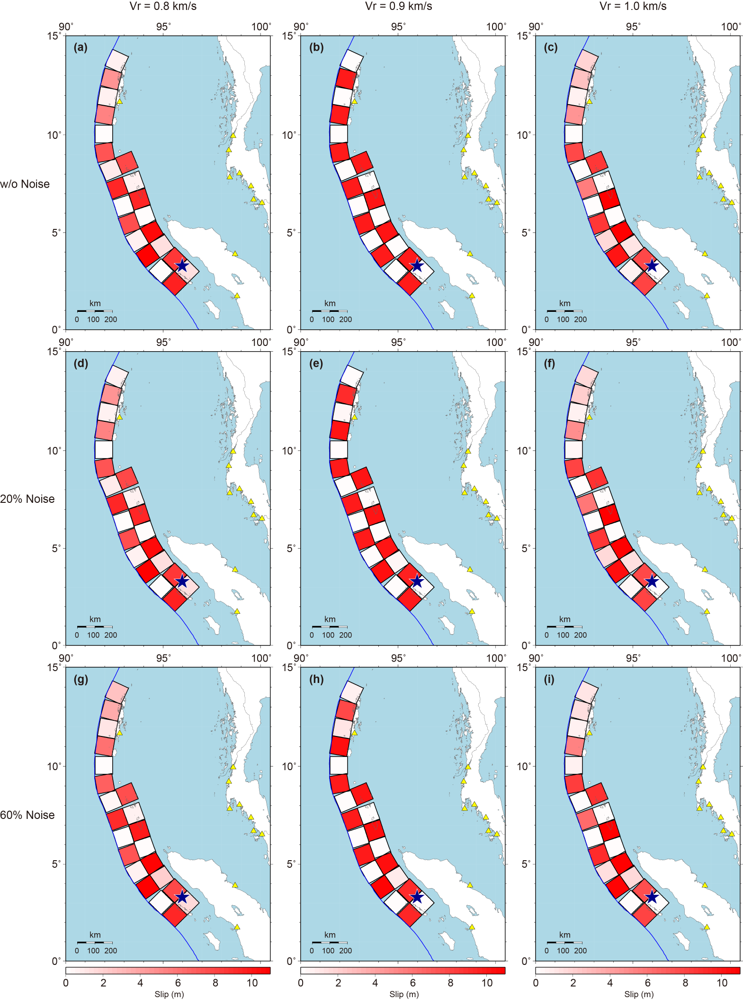 Vr = 0.8 km/s Vr = 0.9 km/s Vr = 1.0 km/s
90° 95° 100° 90° 95° 100° 90° 95° 100°
15° 15° 15°
(a) (b) (c)
10° 10° 10°
w/o Noise
5° 5° 5°
km km km
0 100 200 0 100 200 0 100 200
0° 0° 0°
90° 95° 100° 90° 95° 100° 90° 95° 100°
15° 15° 15°
(d) (e) (f)
10° 10° 10°
20% Noise
5° 5° 5°
km km km
0 100 200 0 100 200 0 100 200
0° 0° 0°
90° 95° 100° 90° 95° 100° 90° 95° 100°
15° 15° 15°
(g) (h) (i)
10° 10° 10°
60% Noise
5° 5° 5°
km km km
0 100 200 0 100 200 0 100 200
0° 0° 0°
0 2 4 6 8 10 0 2 4 6 8 10 0 2 4 6 8 10
Slip (m) Slip (m) Slip (m)